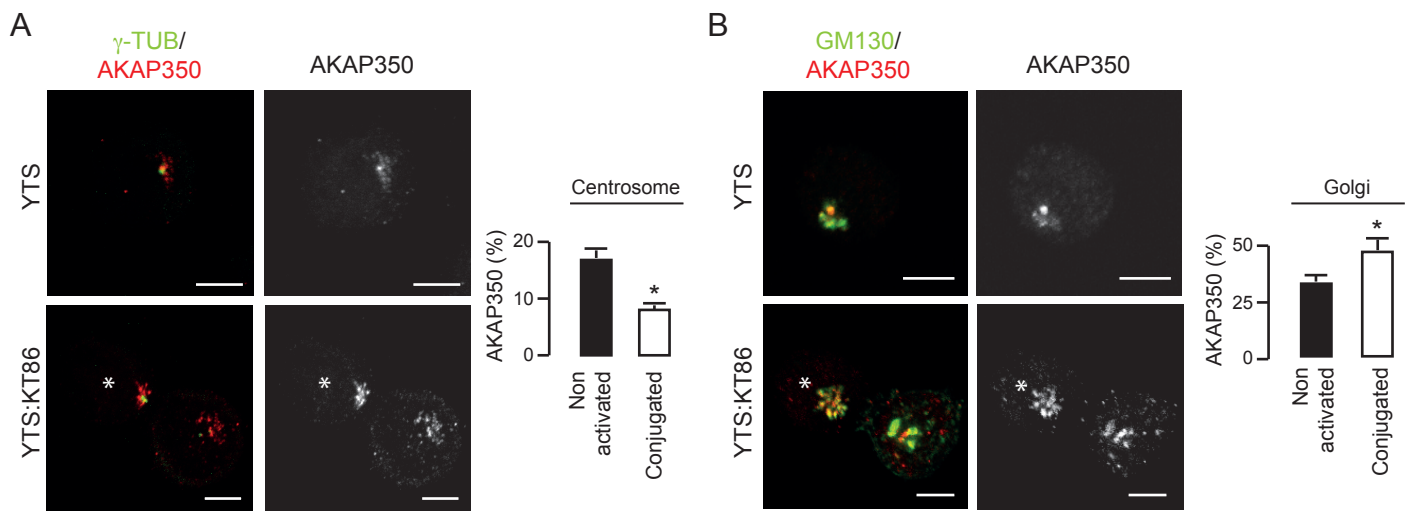 A
γ-TUB/
AKAP350
AKAP350
YTS
YTS:KT86
*
*
Centrosome
AKAP350 (%)
20
10
0
*
Non
activated
Conjugated
B
GM130/
AKAP350
AKAP350
YTS
YTS:KT86
*
*
Golgi
AKAP350 (%)
50
25
0
*
Non
activated
Conjugated